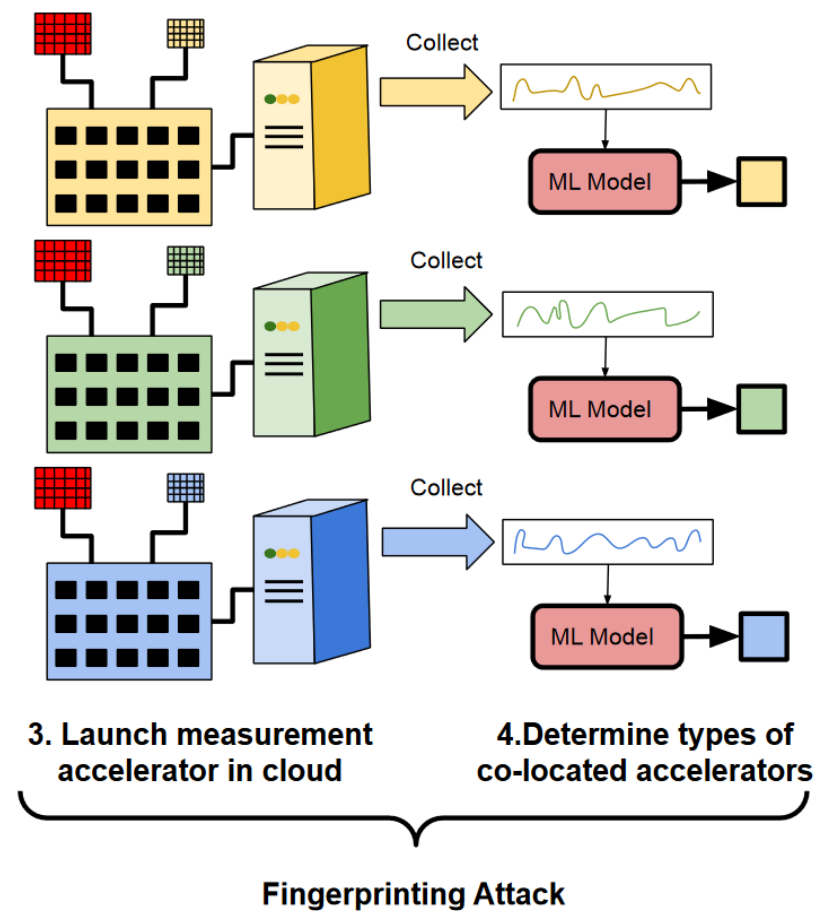 Collect
ML Model
Collect
ML Model
Collect
ML Model
3. Launch measurement
accelerator in cloud
4.Determine types of
co-located accelerators
Fingerprinting Attack